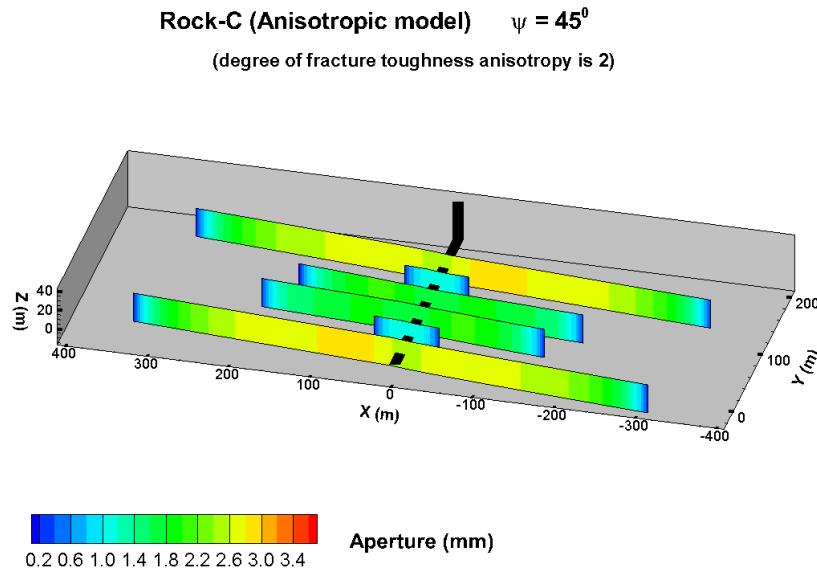 Rock-C (Anisotropic model) ψ = 45⁰
(degree of fracture toughness anisotropy is 2)
40
20
0
Z (m)
400
300
200
100
0
-100
-200
-300
-400
X (m)
200
100
0
Y (m)
0.2 0.6 1.0 1.4 1.8 2.2 2.6 3.0 3.4
Aperture (mm)